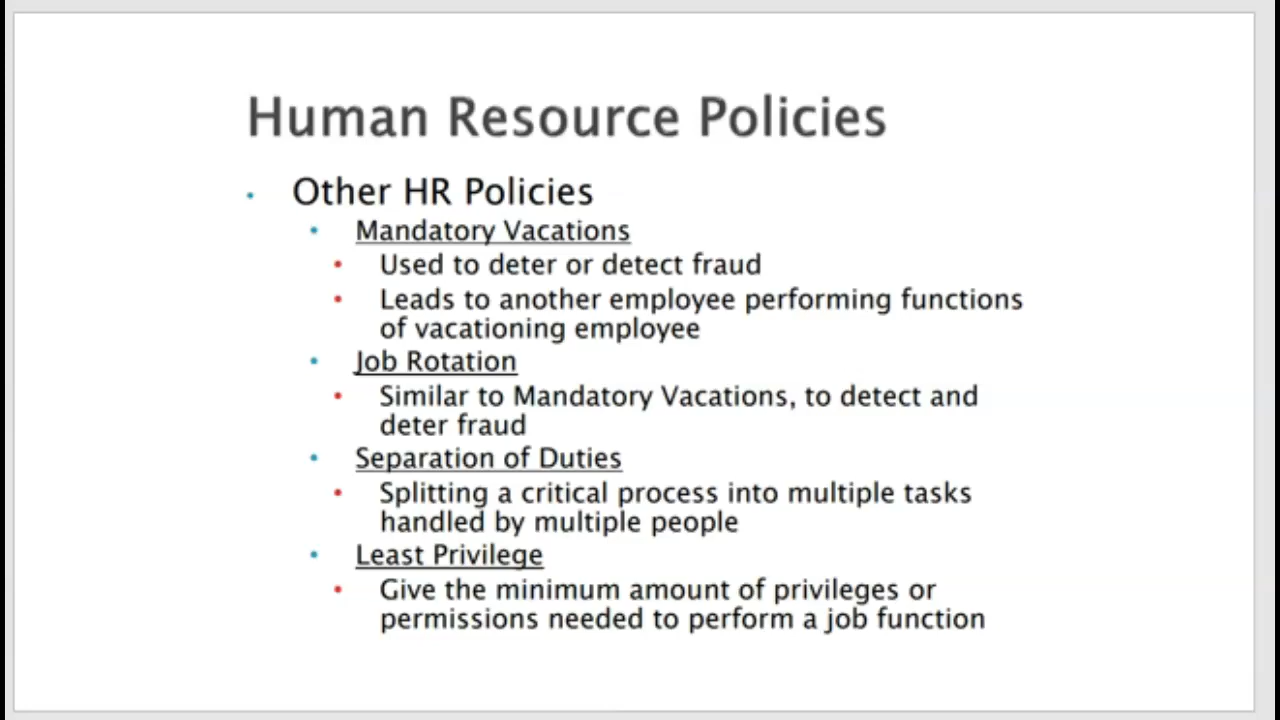 Human Resource Policies
• Other HR Policies
• Mandatory Vacations
• Used to deter or detect fraud
• Leads to another employee performing functions
of vacationing employee
• Job Rotation
• Similar to Mandatory Vacations, to detect and
deter fraud
• Separation of Duties
• Splitting a critical process into multiple tasks
handled by multiple people
• Least Privilege
• Give the minimum amount of privileges or
permissions needed to perform a job function